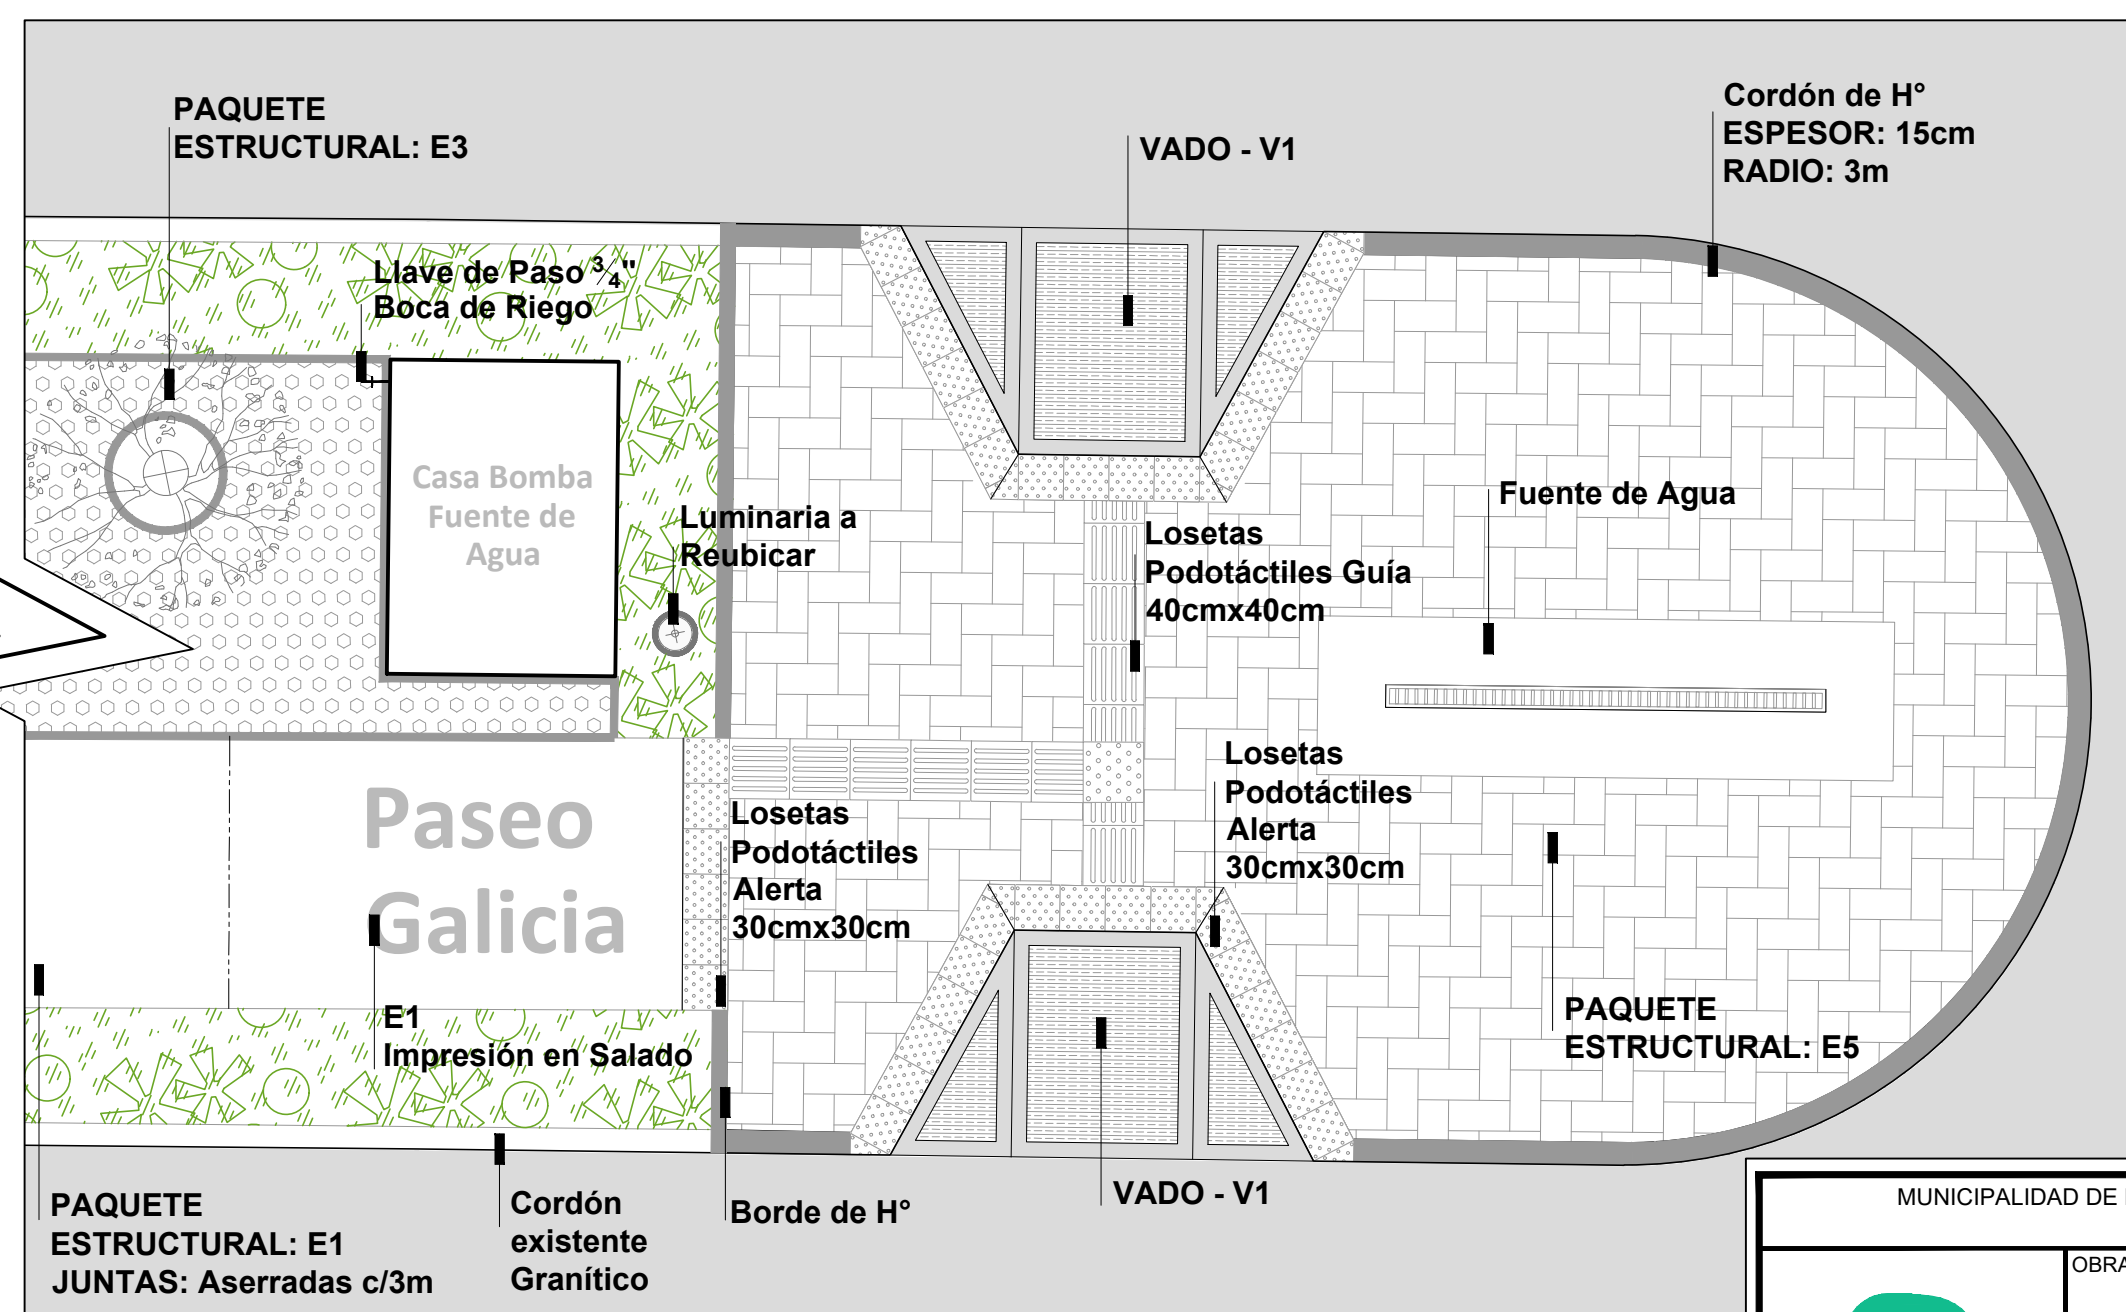 PAQUETE
ESTRUCTURAL: E3
VADO - V1
Cordón de H°
ESPESOR: 15cm
RADIO: 3m
Llave de Paso ¾"
Boca de Riego
Casa Bomba
Fuente de
Agua
Luminaria a
Reubicar
Losetas
Podotáctiles Guía
40cmx40cm
Fuente de Agua
Paseo
Galicia
Losetas
Podotáctiles
Alerta
30cmx30cm
Losetas
Podotáctiles
Alerta
30cmx30cm
E1
Impresión en Salado
PAQUETE
ESTRUCTURAL: E5
PAQUETE
ESTRUCTURAL: E1
JUNTAS: Aserradas c/3m
Cordón
existente
Granítico
Borde de H°
VADO - V1
MUNICIPALIDAD DE
OBRA